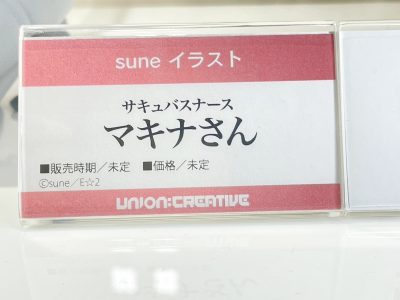 sune イラスト
サキュバスナース
マキナさん
■販売時期／未定　■価格／未定
©sune／E☆2
UNION:CREATIVE